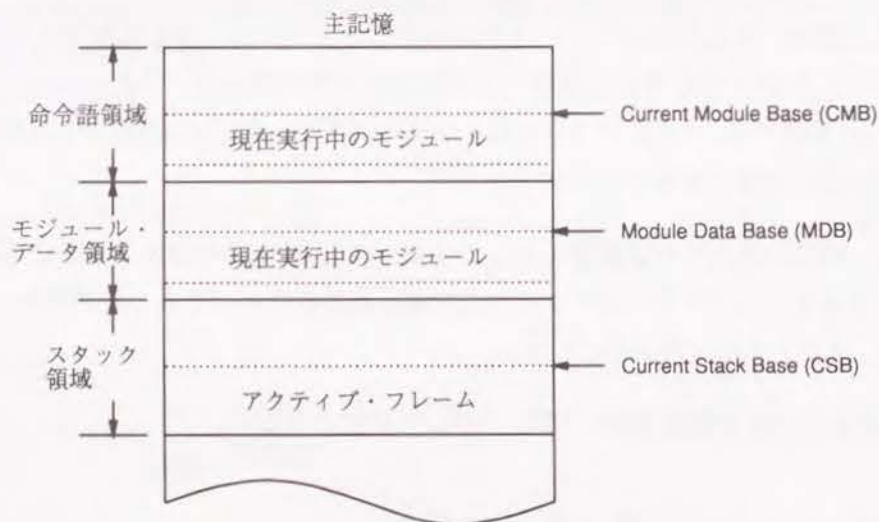 主記憶
命令語領域
現在実行中のモジュール
Current Module Base (CMB)
モジュール・
データ領域
現在実行中のモジュール
Module Data Base (MDB)
スタック
領域
アクティブ・フレーム
Current Stack Base (CSB)